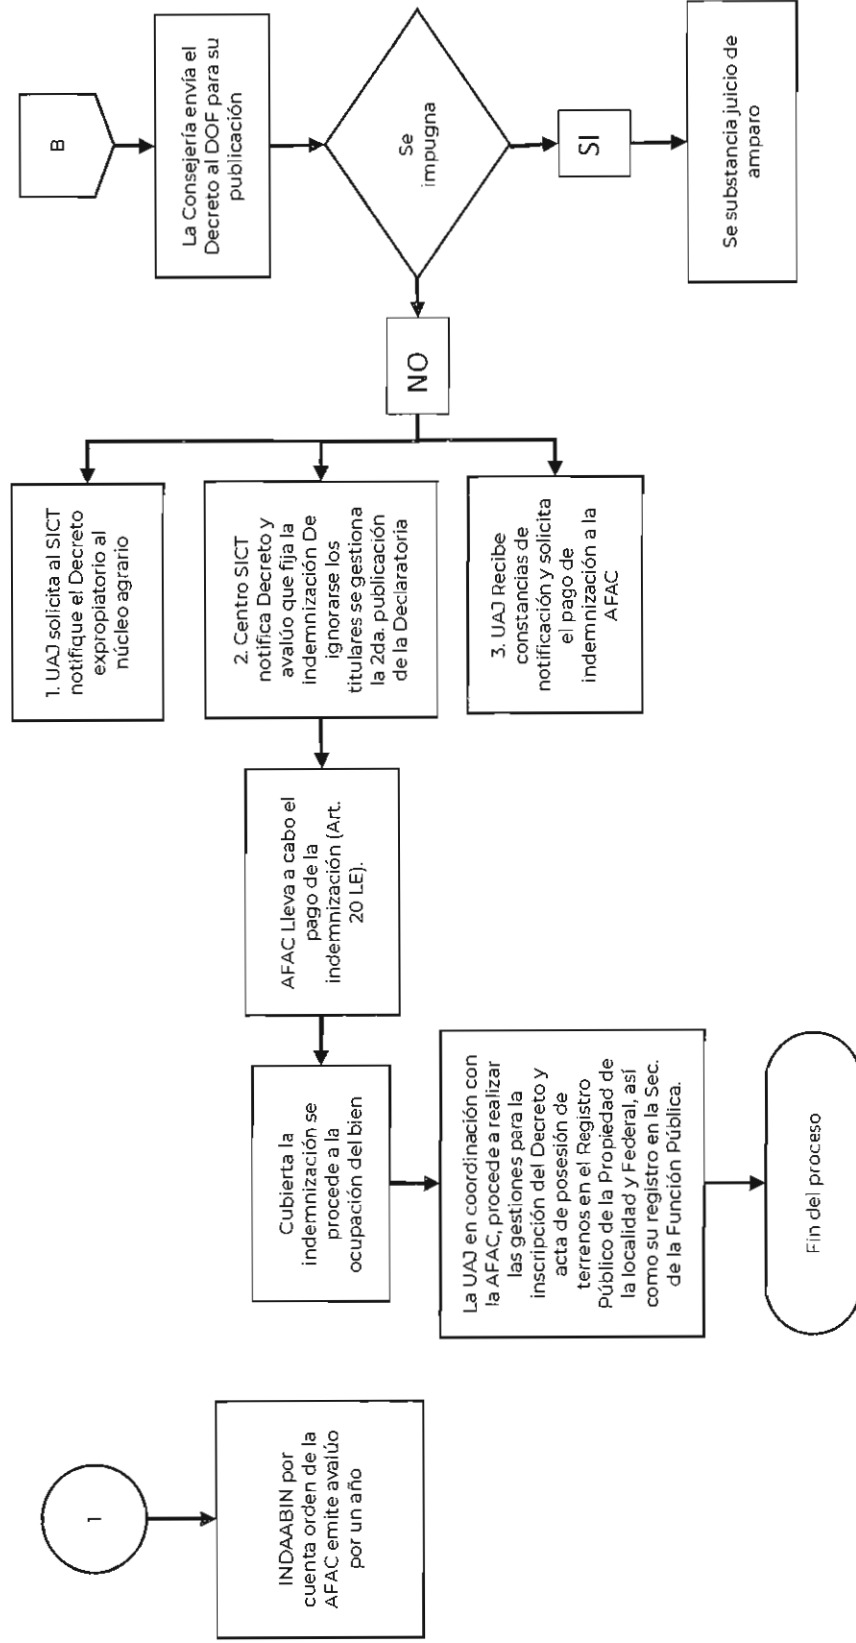 B
La Consejería envía el
Decreto al DOF para su
publicación
Se
impugna
SI
Se substancia juicio de
amparo
NO
1. UAJ solicita al SICT
notifique el Decreto
expropiatorio al
núcleo agrario
2. Centro SICT
notifica Decreto y
avalúo que fija la
indemnización De
ignorarse los
titulares se gestiona
la 2da. publicación
de la Declaratoria
3. UAJ Recibe
constancias de
notificación y solicita
el pago de
indemnización a la
AFAC
AFAC Lleva a cabo el
pago de la
indemnización (Art.
20 LE).
Cubierta la
indemnización se
procede a la
ocupación del bien
La UAJ en coordinación con
la AFAC, procede a realizar
las gestiones para la
inscripción del Decreto y
acta de posesión de
terrenos en el Registro
Público de la Propiedad de
la localidad y Federal, así
como su registro en la Sec.
de la Función Pública.
Fin del proceso
1
INDAABIN por
cuenta orden de la
AFAC emite avalúo
por un año